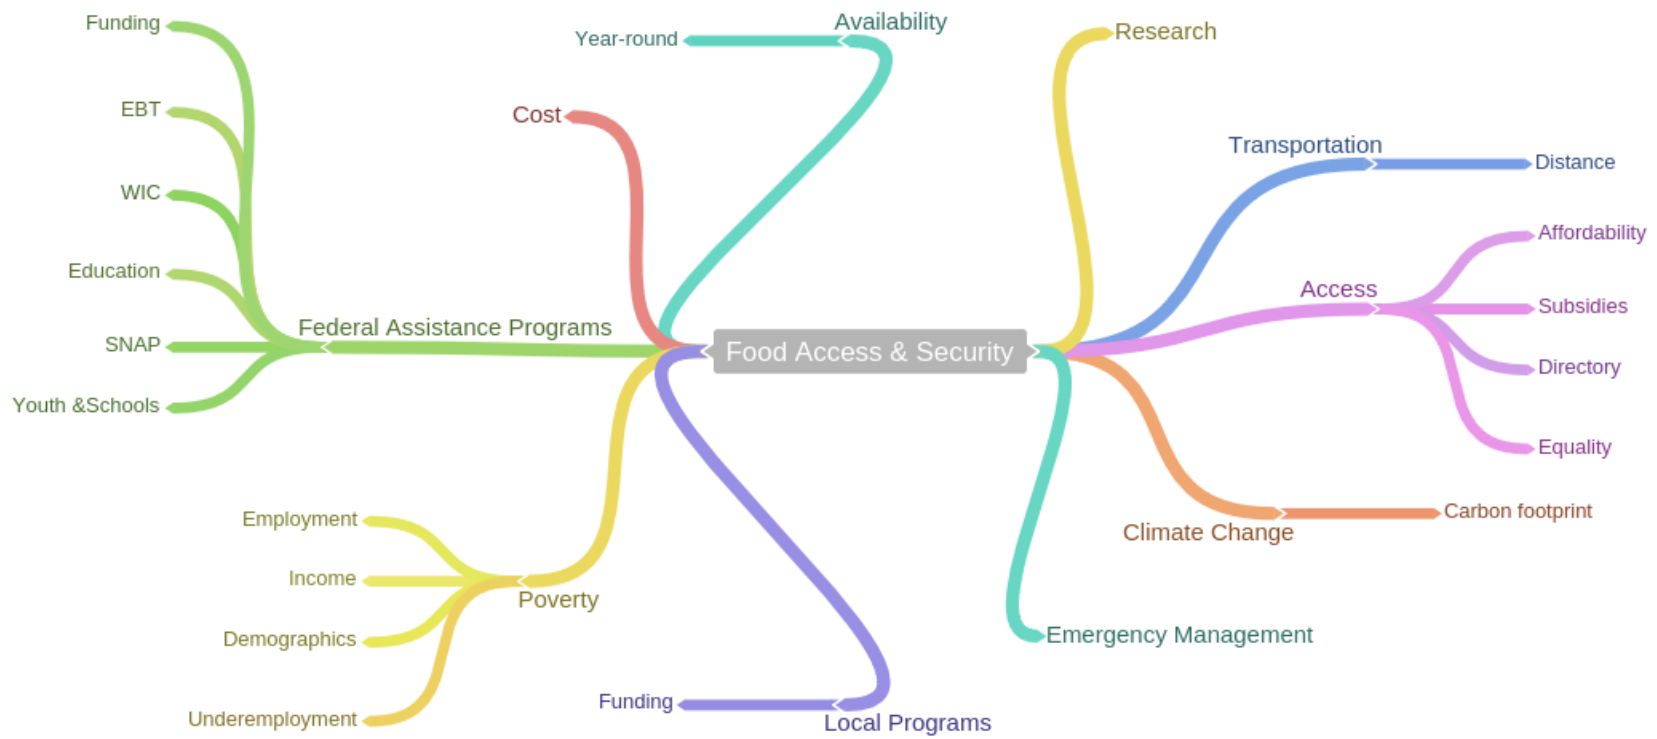 Food Access & Security
Availability
Year-round
Cost
Federal Assistance Programs
Funding
EBT
WIC
Education
SNAP
Youth &Schools
Poverty
Employment
Income
Demographics
Underemployment
Local Programs
Funding
Research
Transportation
Distance
Access
Affordability
Subsidies
Directory
Equality
Climate Change
Carbon footprint
Emergency Management